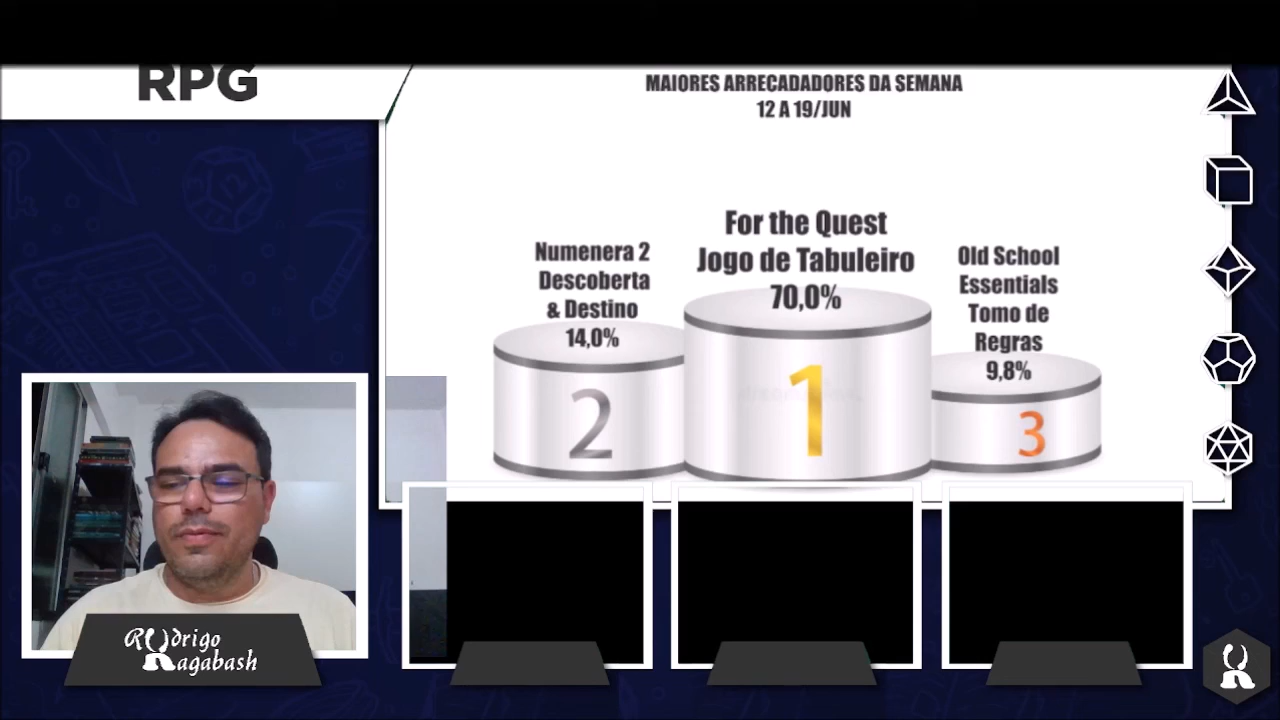 RPG
MAIORES ARRECADADORES DA SEMANA
12 A 19/JUN
For the Quest
Jogo de Tabuleiro
70,0%
Numenera 2
Descoberta
& Destino
14,0%
Old School
Essentials
Tomo de
Regras
9,8%
1
2
3
Rodrigo
Ragabash